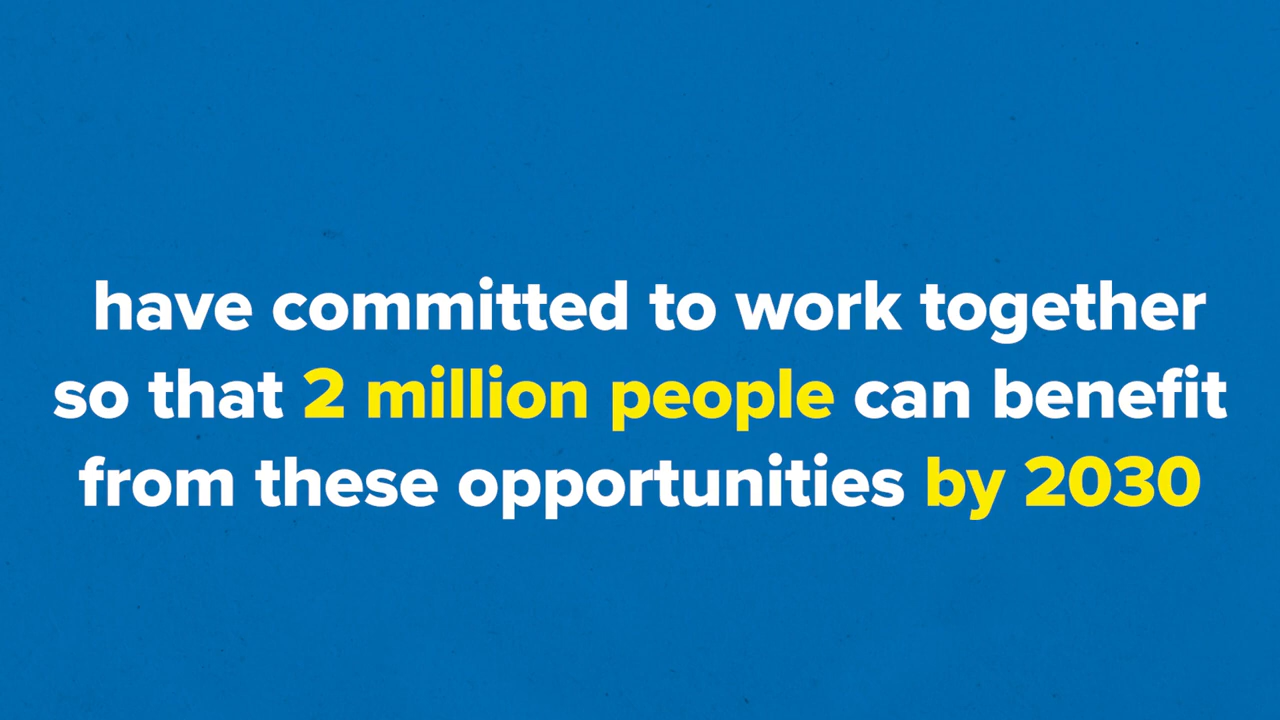 have committed to work together
so that 2 million people can benefit
from these opportunities by 2030